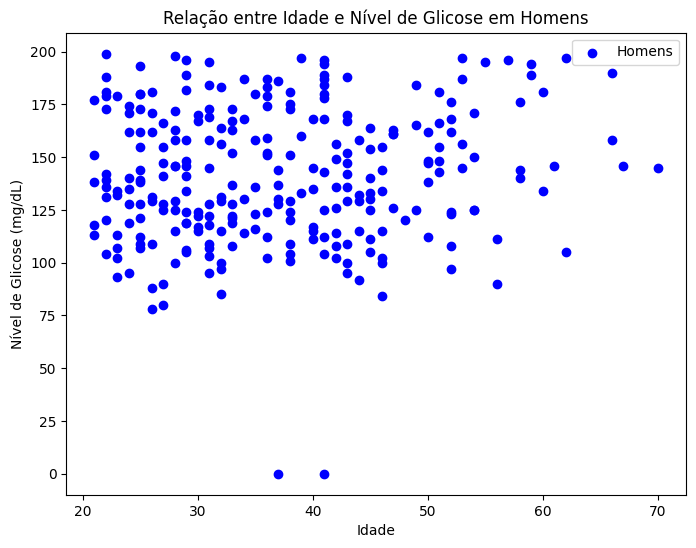 Relação entre Idade e Nível de Glicose em Homens
Homens
Nível de Glicose (mg/dL)
200
175
150
125
100
75
50
25
0
20 30 40 50 60 70
Idade